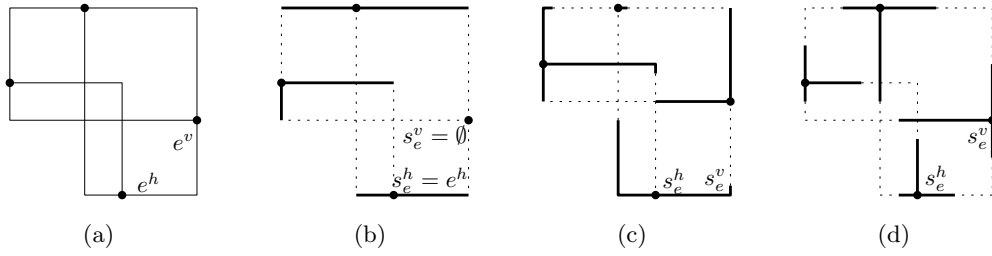 e^v
e^h
s_e^v = ∅
s_e^h = e^h
s_e^h
s_e^v
s_e^v
s_e^h
(a)
(b)
(c)
(d)